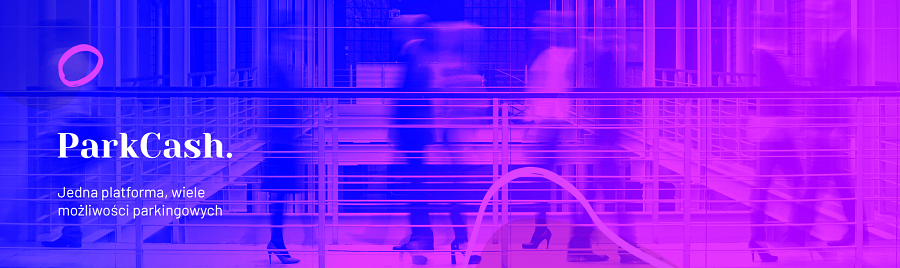 ParkCash.
Jedna platforma, wiele
możliwości parkingowych